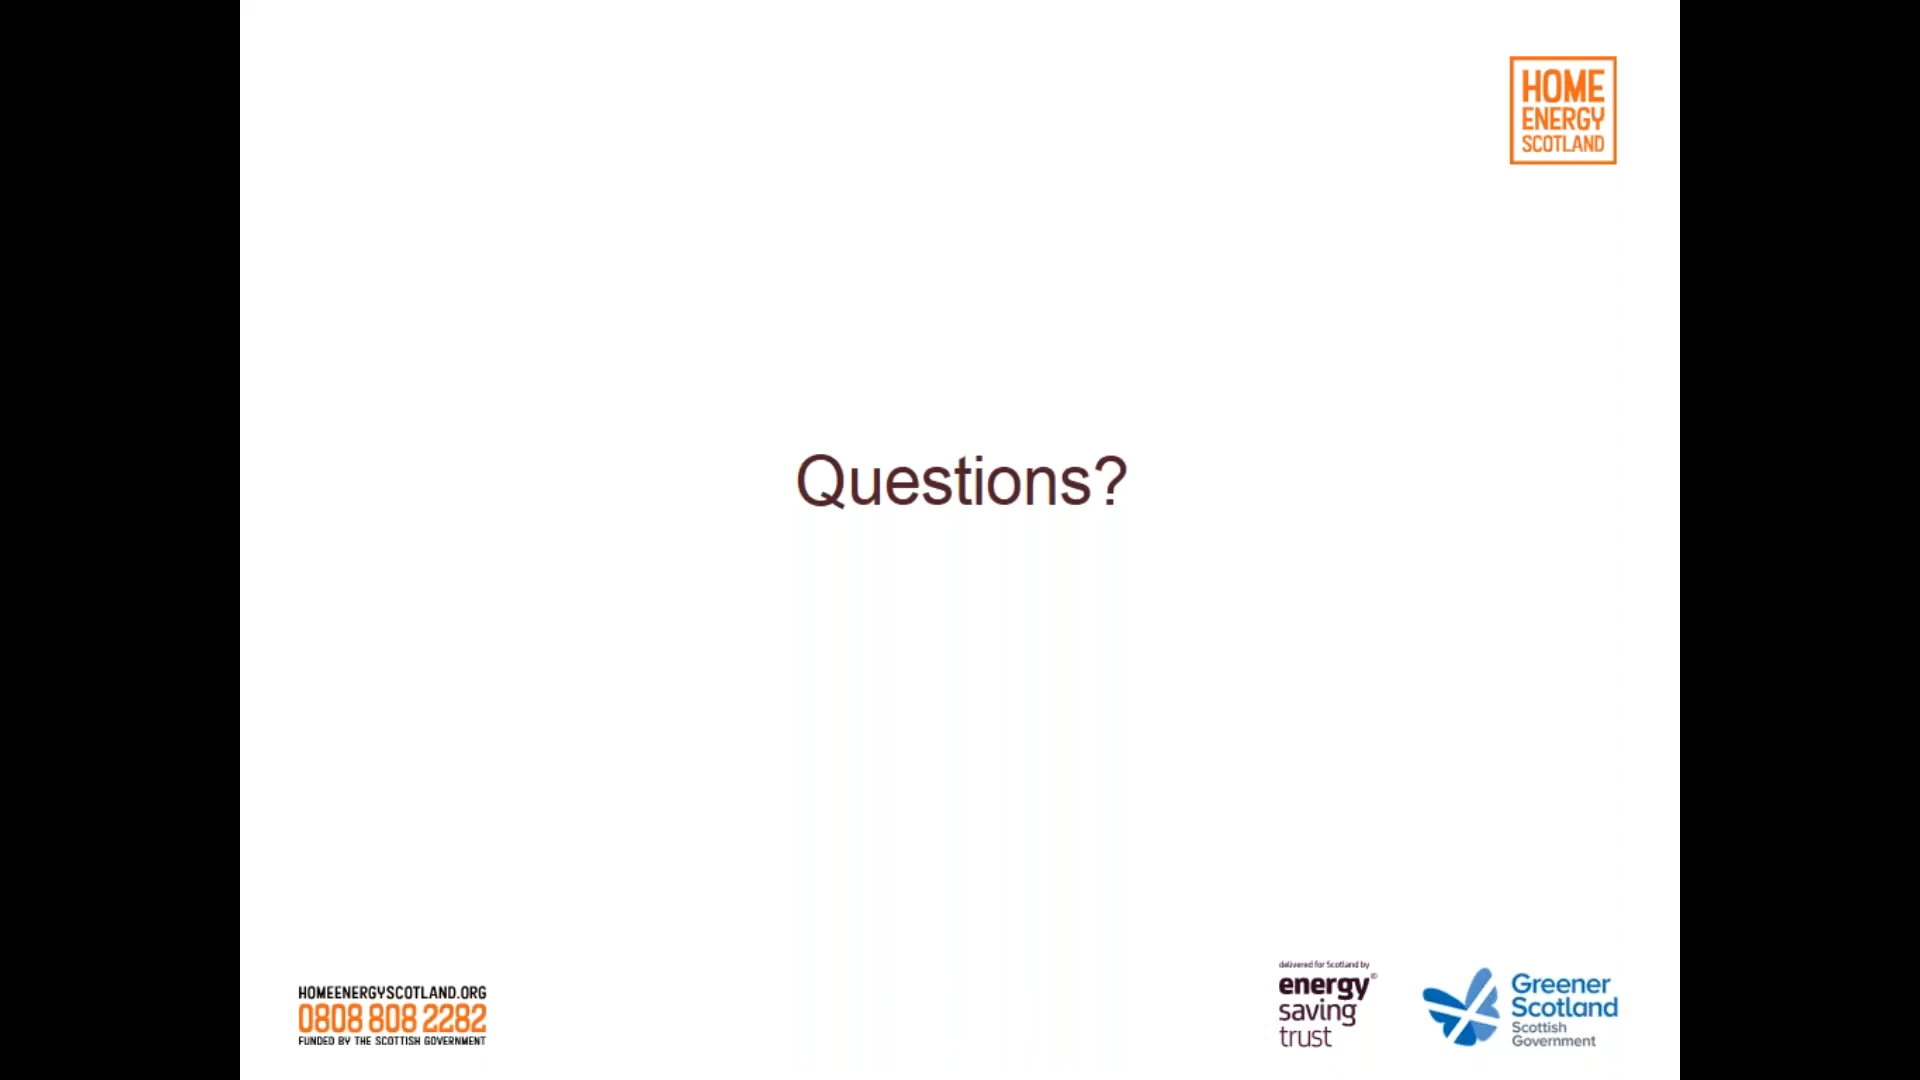 HOME
ENERGY
SCOTLAND
Questions?
HOMEENERGYSCOTLAND.ORG
0808 808 2282
FUNDED BY THE SCOTTISH GOVERNMENT
delivered for Scotland by
energy®
saving
trust
Greener
Scotland
Scottish
Government